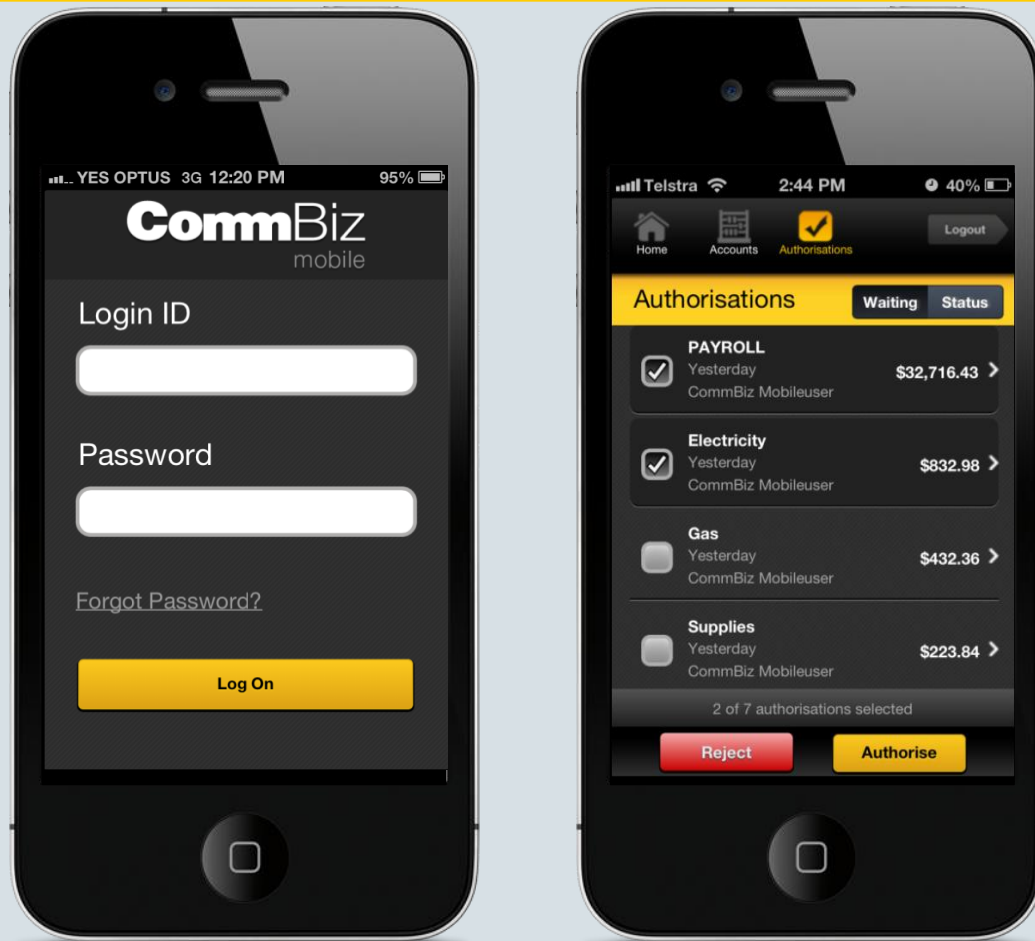 YES OPTUS 3G 12:20 PM 95%
CommBiz
mobile
Login ID
Password
Forgot Password?
Log On
Telstra 2:44 PM 40%
Home Accounts Authorisations Logout
Authorisations Waiting Status
PAYROLL
Yesterday $32,716.43
CommBiz Mobileuser
Electricity
Yesterday $832.98
CommBiz Mobileuser
Gas
Yesterday $432.36
CommBiz Mobileuser
Supplies
Yesterday $223.84
CommBiz Mobileuser
2 of 7 authorisations selected
Reject Authorise